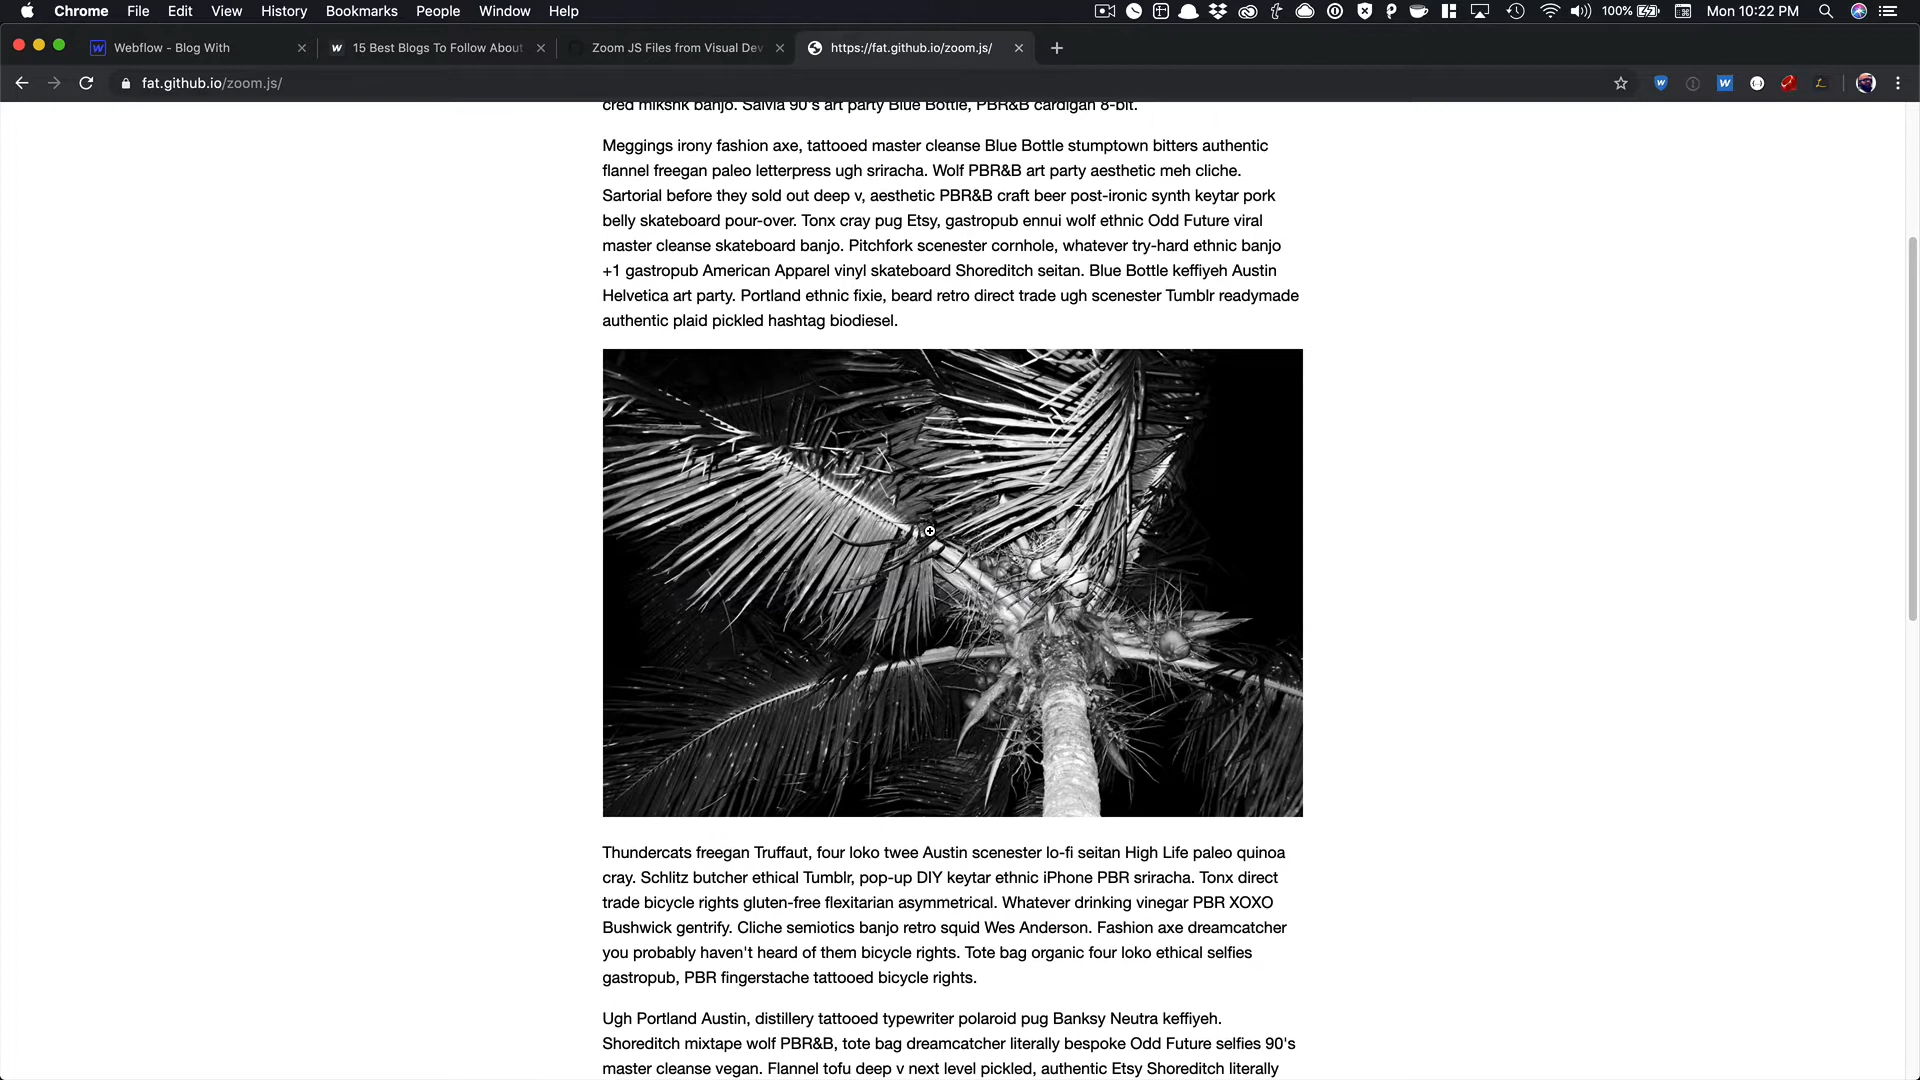 Chrome File Edit View History Bookmarks People Window Help 100% Mon 10:22 PM
Webflow - Blog With
15 Best Blogs To Follow About
Zoom JS Files from Visual Dev
https://fat.github.io/zoom.js/
fat.github.io/zoom.js/
cred mlkshk banjo. Salvia 90's art party Blue Bottle, PBR&B cardigan 8-bit.
Meggings irony fashion axe, tattooed master cleanse Blue Bottle stumptown bitters authentic
flannel freegan paleo letterpress ugh sriracha. Wolf PBR&B art party aesthetic meh cliche.
Sartorial before they sold out deep v, aesthetic PBR&B craft beer post-ironic synth keytar pork
belly skateboard pour-over. Tonx cray pug Etsy, gastropub ennui wolf ethnic Odd Future viral
master cleanse skateboard banjo. Pitchfork scenester cornhole, whatever try-hard ethnic banjo
+1 gastropub American Apparel vinyl skateboard Shoreditch seitan. Blue Bottle keffiyeh Austin
Helvetica art party. Portland ethnic fixie, beard retro direct trade ugh scenester Tumblr readymade
authentic plaid pickled hashtag biodiesel.
Thundercats freegan Truffaut, four loko twee Austin scenester lo-fi seitan High Life paleo quinoa
cray. Schlitz butcher ethical Tumblr, pop-up DIY keytar ethnic iPhone PBR sriracha. Tonx direct
trade bicycle rights gluten-free flexitarian asymmetrical. Whatever drinking vinegar PBR XOXO
Bushwick gentrify. Cliche semiotics banjo retro squid Wes Anderson. Fashion axe dreamcatcher
you probably haven't heard of them bicycle rights. Tote bag organic four loko ethical selfies
gastropub, PBR fingerstache tattooed bicycle rights.
Ugh Portland Austin, distillery tattooed typewriter polaroid pug Banksy Neutra keffiyeh.
Shoreditch mixtape wolf PBR&B, tote bag dreamcatcher literally bespoke Odd Future selfies 90's
master cleanse vegan. Flannel tofu deep v next level pickled, authentic Etsy Shoreditch literally